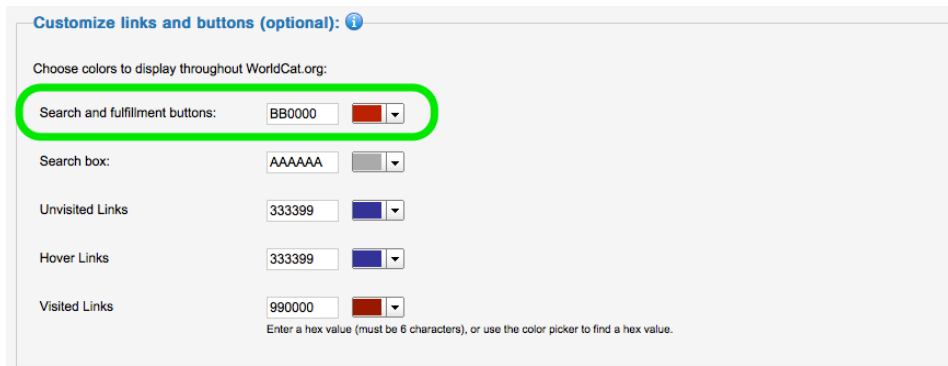 Customize links and buttons (optional):
Choose colors to display throughout WorldCat.org:
Search and fulfillment buttons: BB0000
Search box: AAAAAA
Unvisited Links 333399
Hover Links 333399
Visited Links 990000
Enter a hex value (must be 6 characters), or use the color picker to find a hex value.